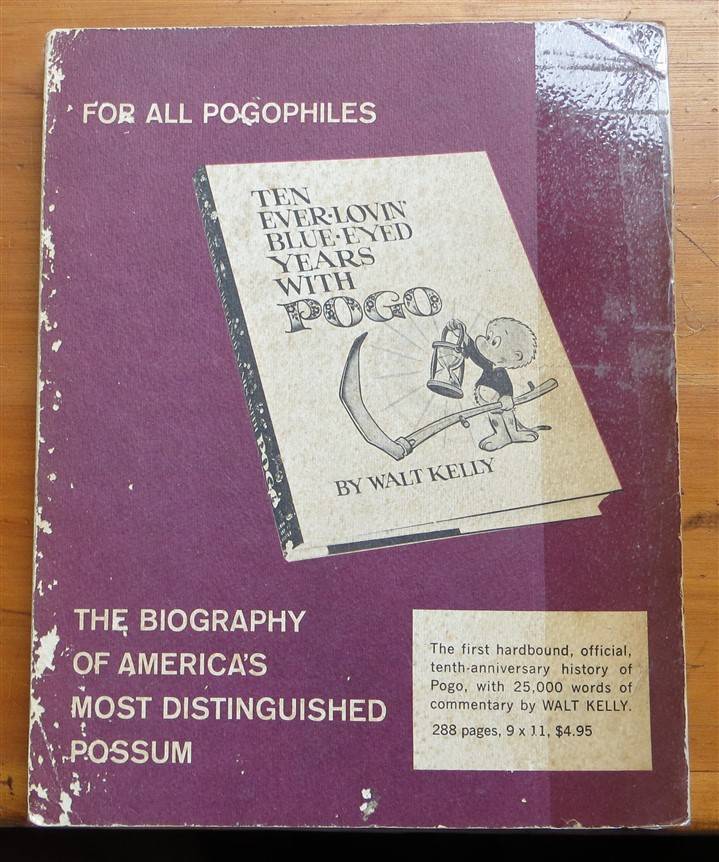 FOR ALL POGOPHILES
TEN
EVER-LOVIN'
BLUE-EYED
YEARS
WITH
POGO
BY WALT KELLY
POGO
THE BIOGRAPHY
OF AMERICA'S
MOST DISTINGUISHED
POSSUM
The first hardbound, official,
tenth-anniversary history of
Pogo, with 25,000 words of
commentary by WALT KELLY.
288 pages, 9 x 11, $4.95